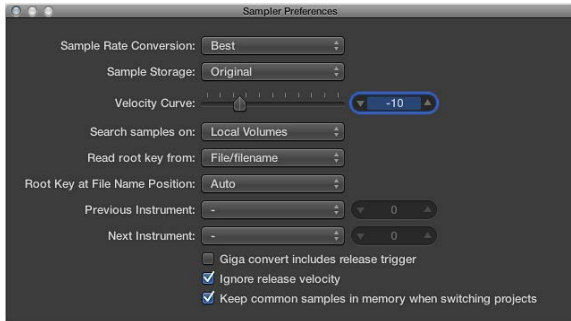 Sampler Preferences
Sample Rate Conversion: Best
Sample Storage: Original
Velocity Curve: -10
Search samples on: Local Volumes
Read root key from: File/filename
Root Key at File Name Position: Auto
Previous Instrument: - 0
Next Instrument: - 0
Giga convert includes release trigger
Ignore release velocity
Keep common samples in memory when switching projects